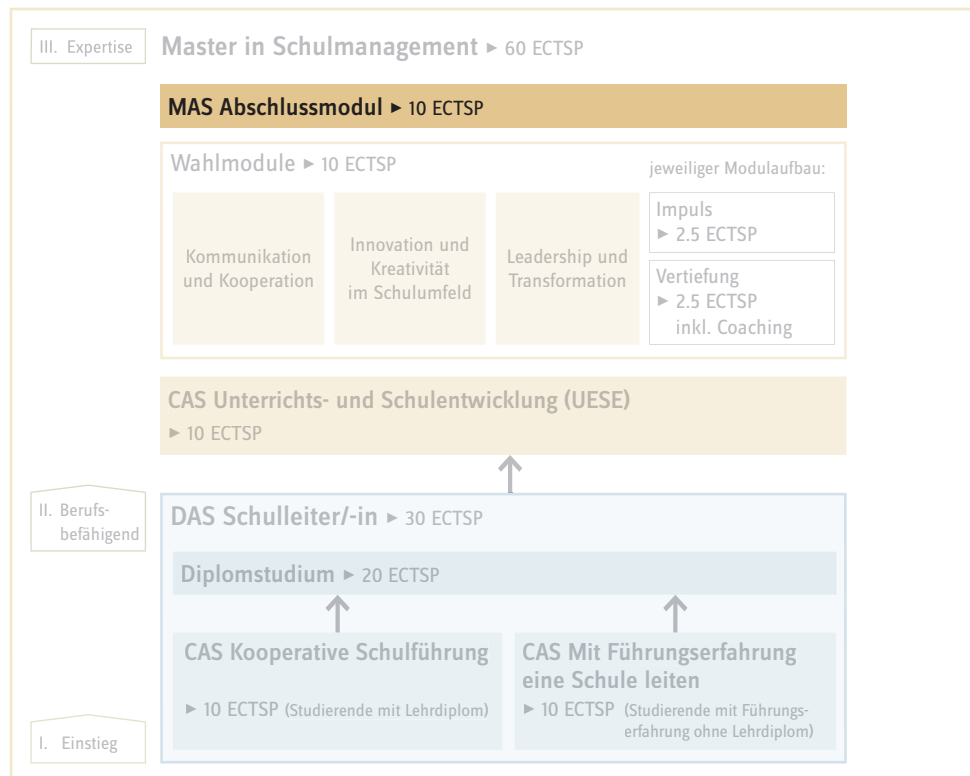 III. Expertise
Master in Schulmanagement ► 60 ECTSP
MAS Abschlussmodul ► 10 ECTSP
Wahlmodule ► 10 ECTSP
jeweiliger Modulaufbau:
Kommunikation
und Kooperation
Innovation und
Kreativität
im Schulumfeld
Leadership und
Transformation
Impuls
► 2.5 ECTSP
Vertiefung
► 2.5 ECTSP
inkl. Coaching
CAS Unterrichts- und Schulentwicklung (UESE)
► 10 ECTSP
II. Berufs-
befähigend
DAS Schulleiter/-in ► 30 ECTSP
Diplomstudium ► 20 ECTSP
CAS Kooperative Schulführung
► 10 ECTSP (Studierende mit Lehrdiplom)
CAS Mit Führungserfahrung
eine Schule leiten
► 10 ECTSP (Studierende mit Führungs-
erfahrung ohne Lehrdiplom)
I. Einstieg